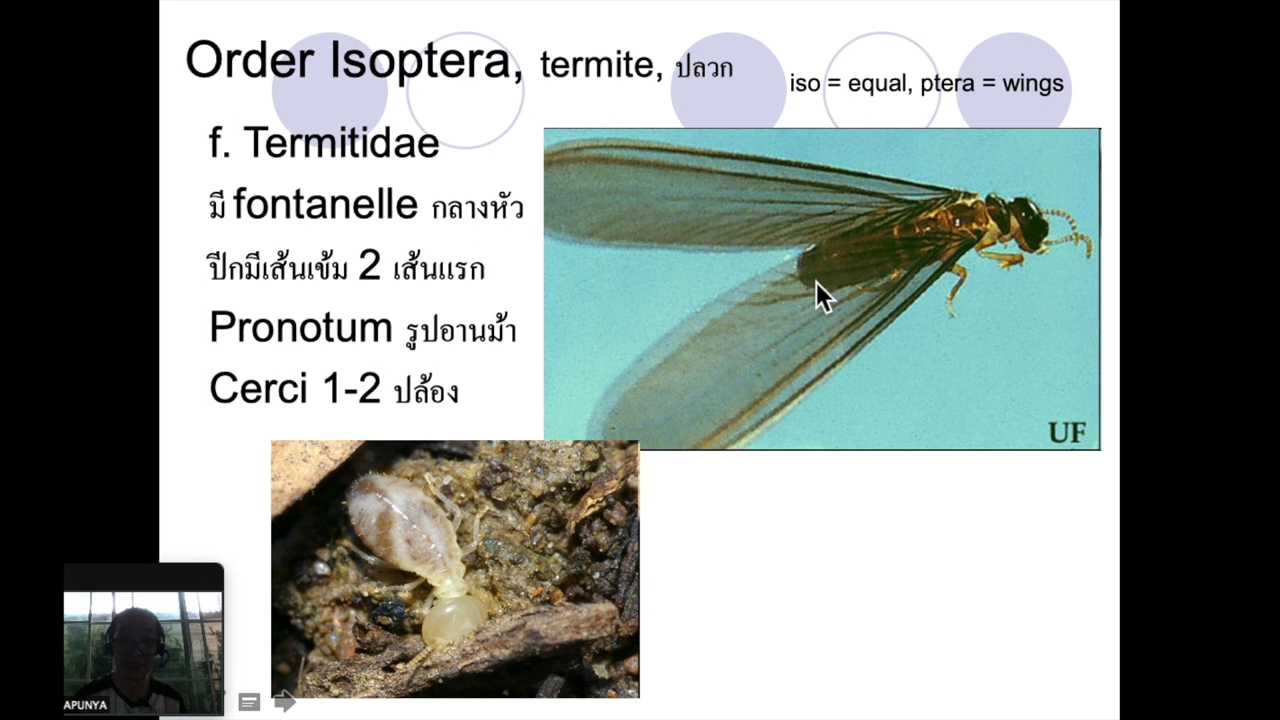 Order Isoptera, termite, ปลวก
iso = equal, ptera = wings
f. Termitidae
มี fontanelle กลางหัว
ปีกมีเส้นเข้ม 2 เส้นแรก
Pronotum รูปอานม้า
Cerci 1-2 ปล้อง
UF
APUNYA